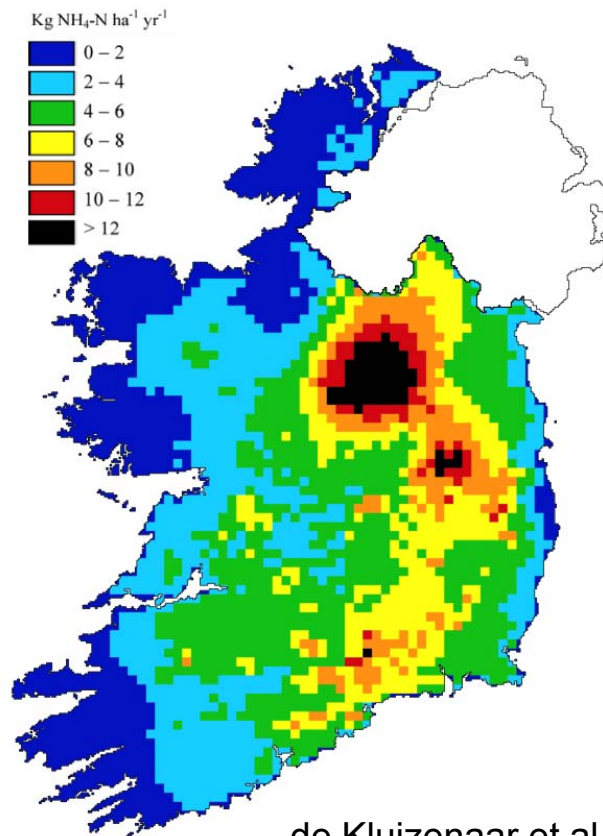 Kg NH₄-N ha⁻¹ yr⁻¹
0 – 2
2 – 4
4 – 6
6 – 8
8 – 10
10 – 12
> 12
de Kluizenaar et al